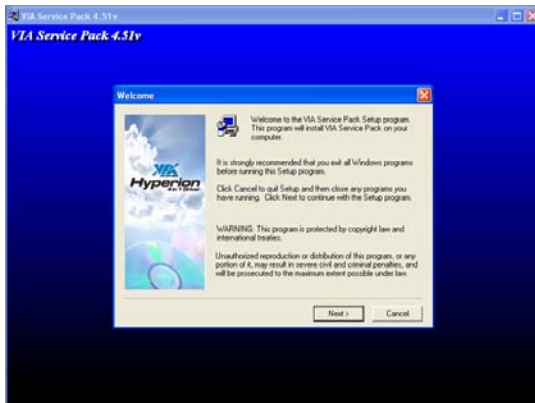 VIA Service Pack 4.51v
VIA Service Pack 4.51v
Welcome
Welcome to the VIA Service Pack Setup program.
This program will install VIA Service Pack on your
computer.
It is strongly recommended that you exit all Windows programs
before running this Setup program.
Click Cancel to quit Setup and then close any programs you
have running. Click Next to continue with the Setup program.
WARNING: This program is protected by copyright law and
international treaties.
Unauthorized reproduction or distribution of this program, or any
portion of it, may result in severe civil and criminal penalties, and
will be prosecuted to the maximum extent possible under law.
VIA
Hyperion
4 in 1 Driver
Next >
Cancel